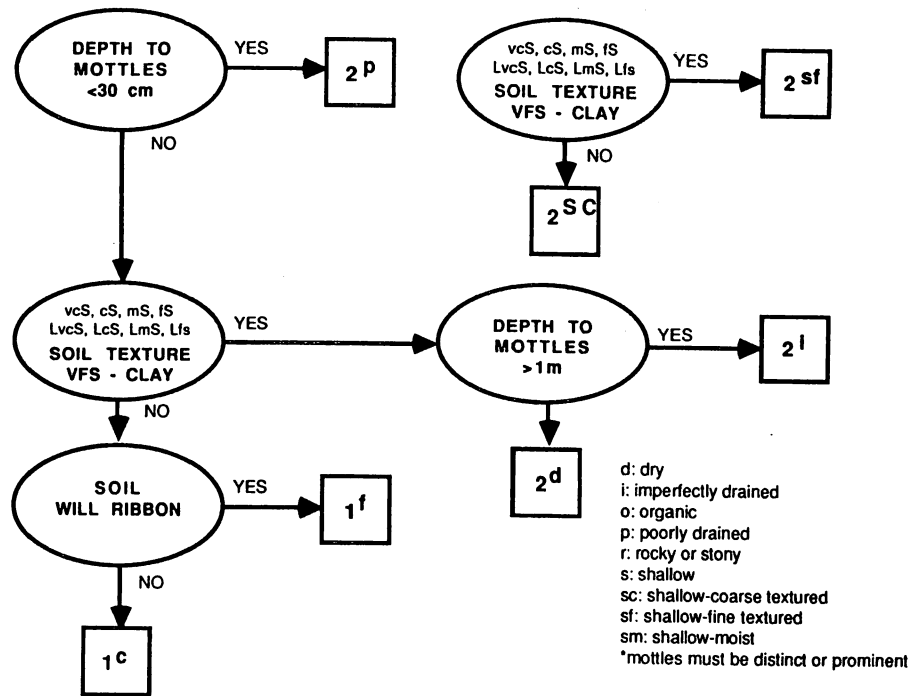 DEPTH TO
MOTTLES
<30 cm
YES
2p
NO
vcS, cS, mS, fS
LvcS, LcS, LmS, Lfs
SOIL TEXTURE
VFS - CLAY
YES
2sf
NO
2SC
vcS, cS, mS, fS
LvcS, LcS, LmS, Lfs
SOIL TEXTURE
VFS - CLAY
YES
NO
DEPTH TO
MOTTLES
>1m
YES
2i
2d
SOIL
WILL RIBBON
YES
1f
NO
1c
d: dry
i: imperfectly drained
o: organic
p: poorly drained
r: rocky or stony
s: shallow
sc: shallow-coarse textured
sf: shallow-fine textured
sm: shallow-moist
*mottles must be distinct or prominent